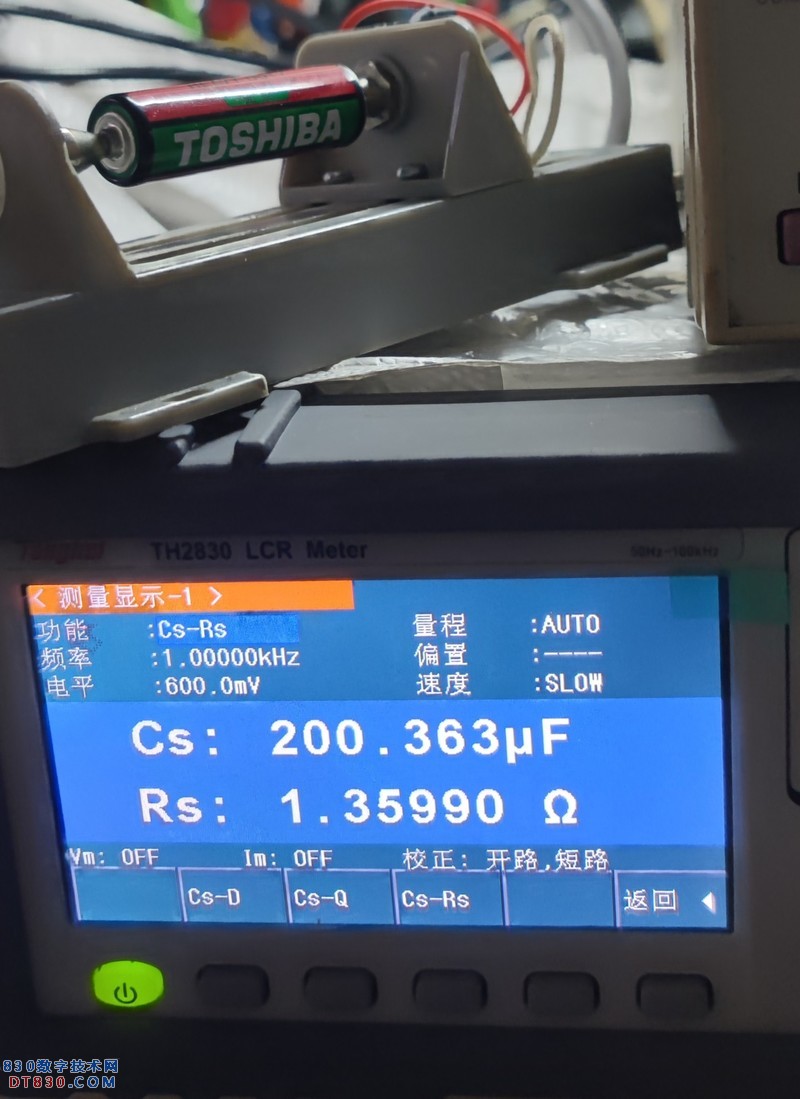 TOSHIBA
Tonghui TH2830 LCR Meter 50Hz-100kHz
< 测量显示-1 >
功能 :Cs-Rs 量程 :AUTO
频率 :1.00000kHz 偏置 :----
电平 :600.0mV 速度 :SLOW
Cs: 200.363μF
Rs: 1.35990 Ω
Vm: OFF Im: OFF 校正: 开路,短路
Cs-D Cs-Q Cs-Rs 返回
830数字技术网
DT830.COM